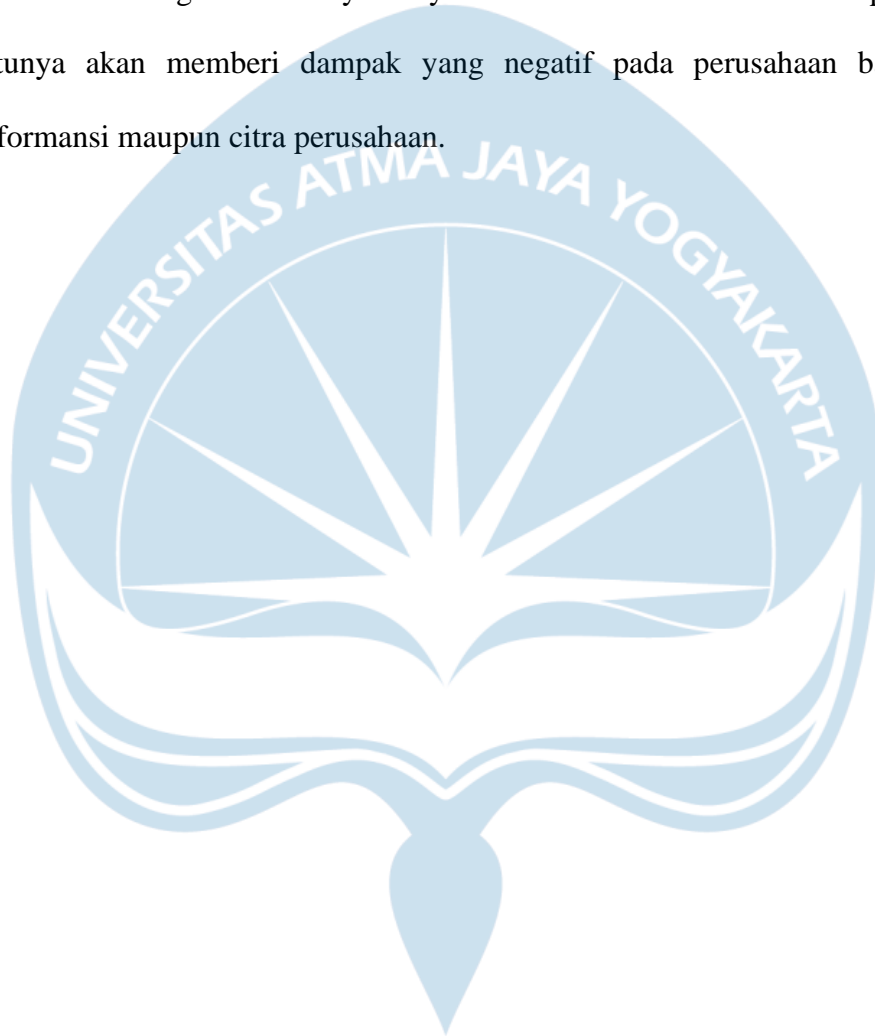 tunya akan memberi dampak yang negatif pada perusahaan b
formansi maupun citra perusahaan.
UNIVERSITAS ATMA JAYA YOGYAKARTA